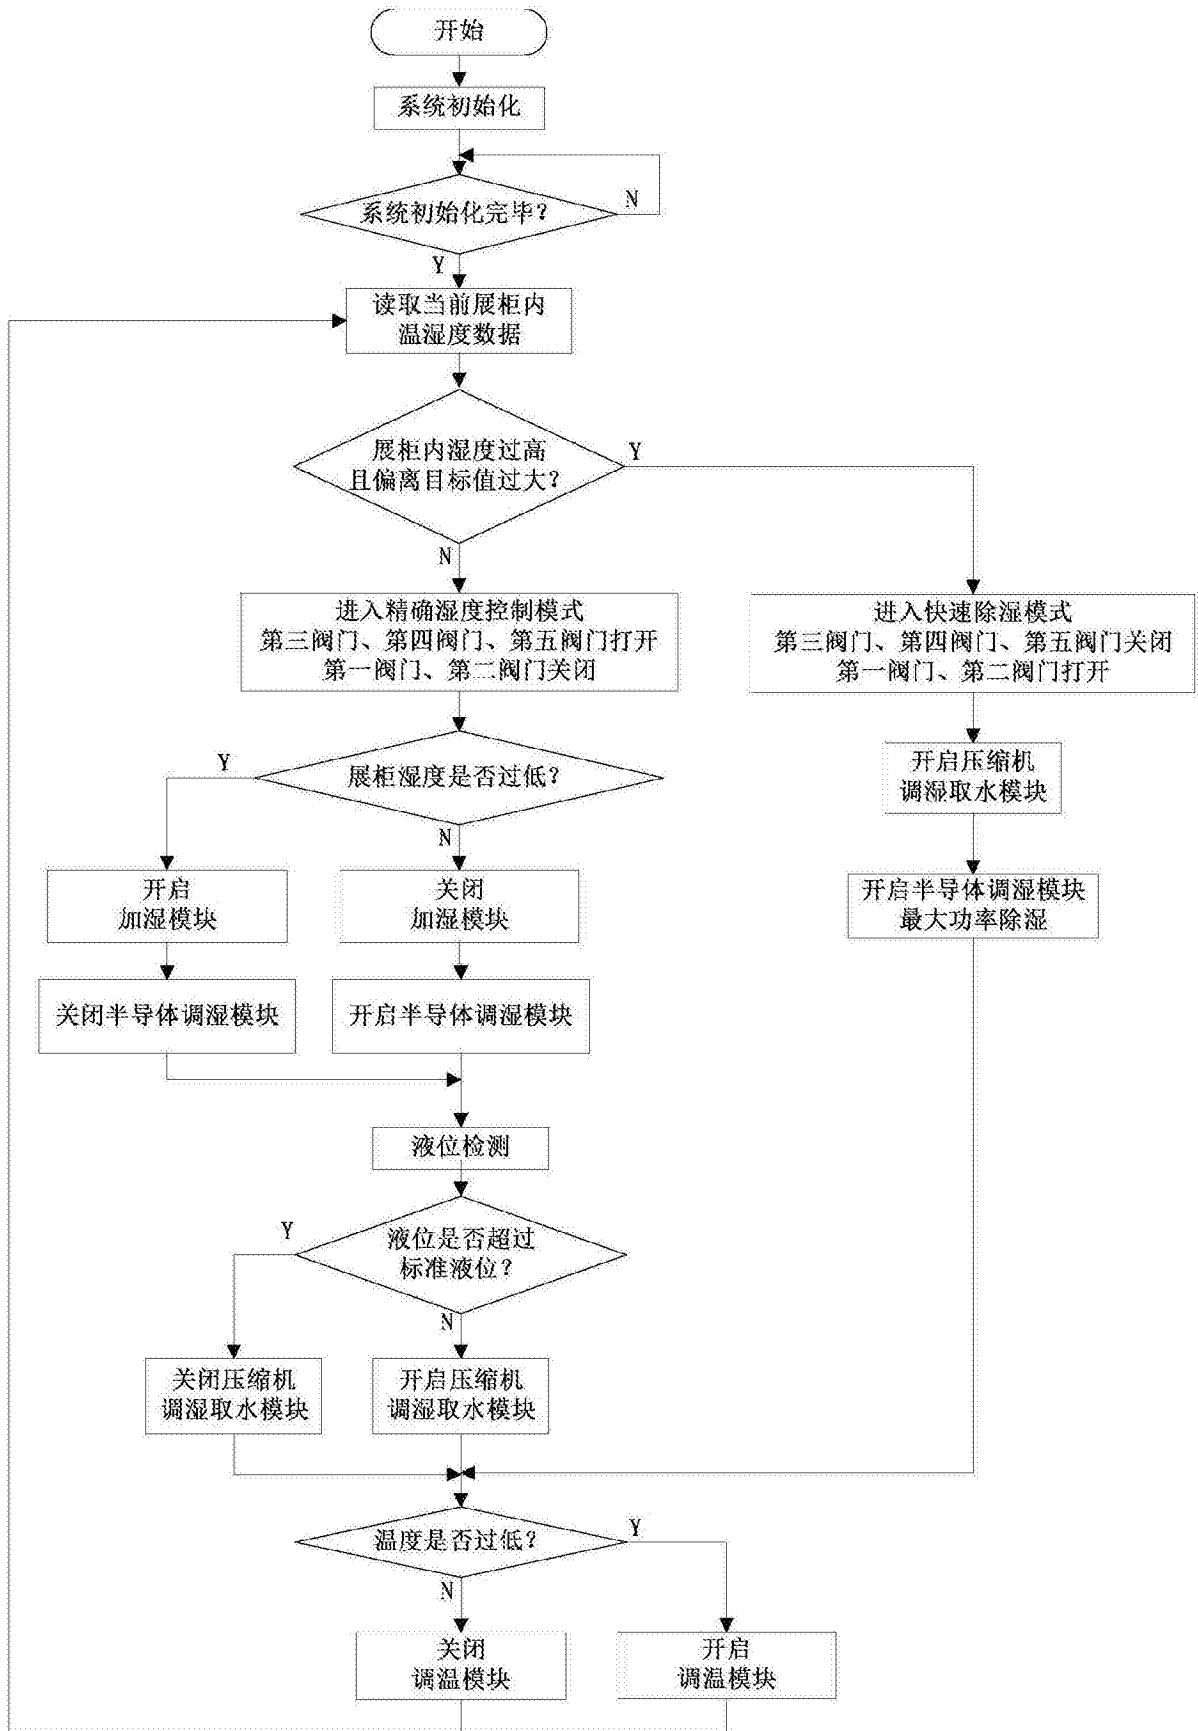 开始
系统初始化
系统初始化完毕？
N
Y
读取当前展柜内
温湿度数据
展柜内湿度过高
且偏离目标值过大？
Y
N
进入精确湿度控制模式
第三阀门、第四阀门、第五阀门打开
第一阀门、第二阀门关闭
进入快速除湿模式
第三阀门、第四阀门、第五阀门关闭
第一阀门、第二阀门打开
展柜湿度是否过低？
Y
N
开启压缩机
调湿取水模块
开启
加湿模块
关闭
加湿模块
开启半导体调湿模块
最大功率除湿
关闭半导体调湿模块
开启半导体调湿模块
液位检测
液位是否超过
标准液位？
Y
N
关闭压缩机
调湿取水模块
开启压缩机
调湿取水模块
温度是否过低？
Y
N
关闭
调温模块
开启
调温模块